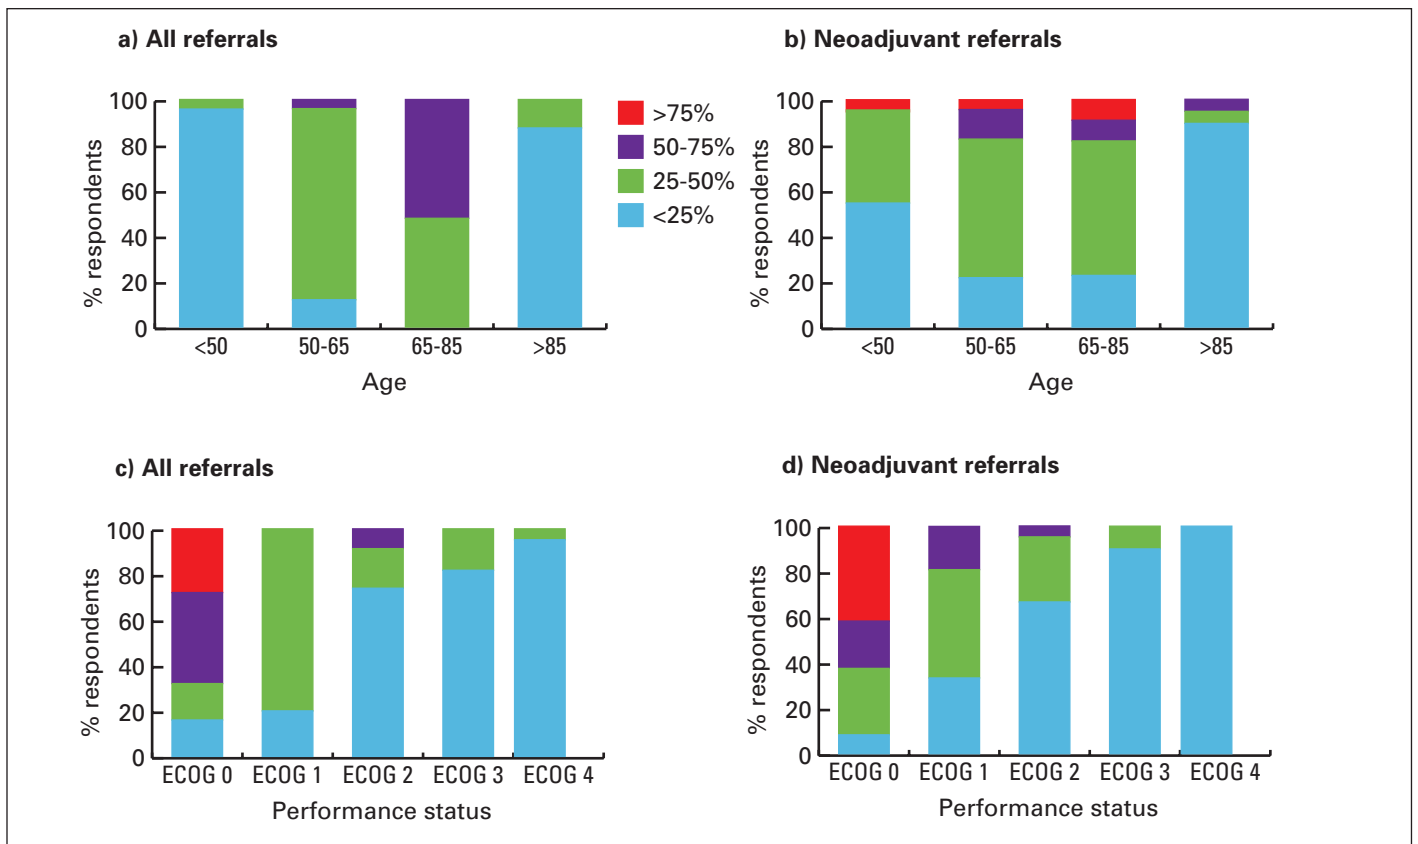 a) All referrals
% respondents
100
80
60
40
20
0
<50 50-65 65-85 >85
Age
>75%
50-75%
25-50%
<25%
b) Neoadjuvant referrals
% respondents
100
80
60
40
20
0
<50 50-65 65-85 >85
Age
c) All referrals
% respondents
100
80
60
40
20
0
ECOG 0 ECOG 1 ECOG 2 ECOG 3 ECOG 4
Performance status
d) Neoadjuvant referrals
% respondents
100
80
60
40
20
0
ECOG 0 ECOG 1 ECOG 2 ECOG 3 ECOG 4
Performance status